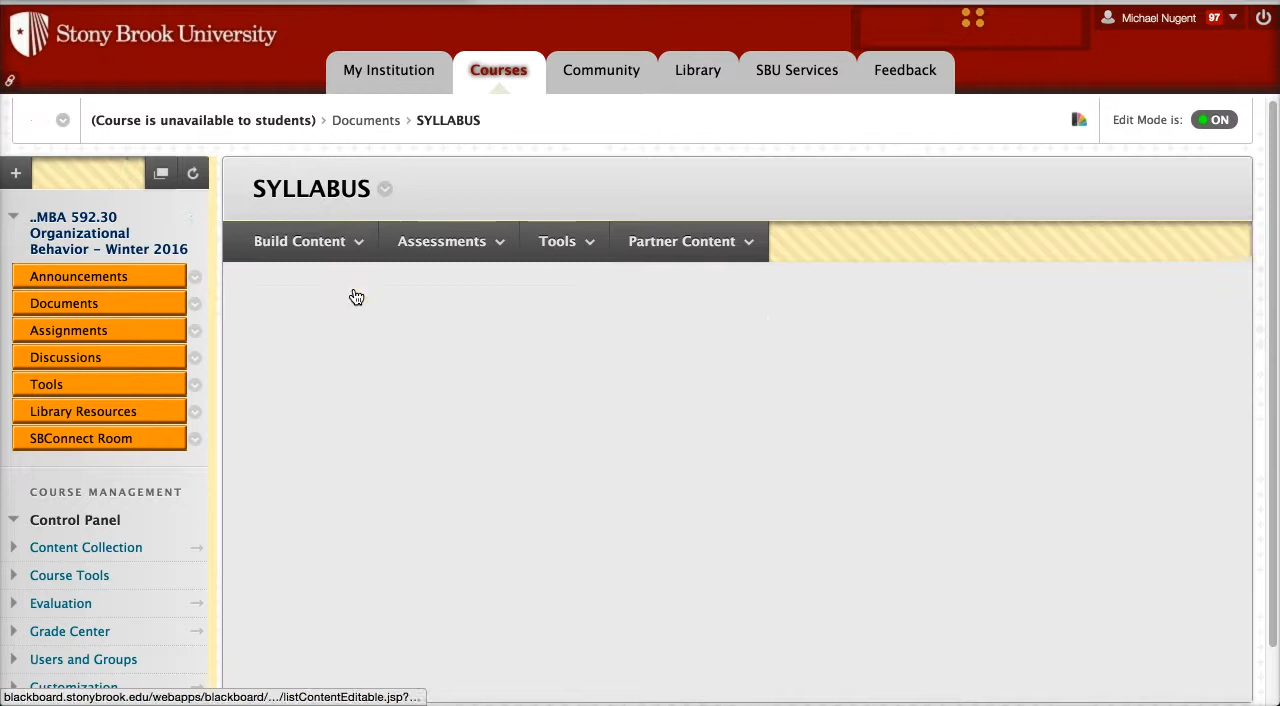 Stony Brook University
Michael Nugent 97
My Institution
Courses
Community
Library
SBU Services
Feedback
(Course is unavailable to students) > Documents > SYLLABUS
Edit Mode is: ON
SYLLABUS
Build Content
Assessments
Tools
Partner Content
..MBA 592.30
Organizational
Behavior – Winter 2016
Announcements
Documents
Assignments
Discussions
Tools
Library Resources
SBConnect Room
COURSE MANAGEMENT
Control Panel
Content Collection
Course Tools
Evaluation
Grade Center
Users and Groups
Customization
blackboard.stonybrook.edu/webapps/blackboard/.../listContentEditable.jsp?...